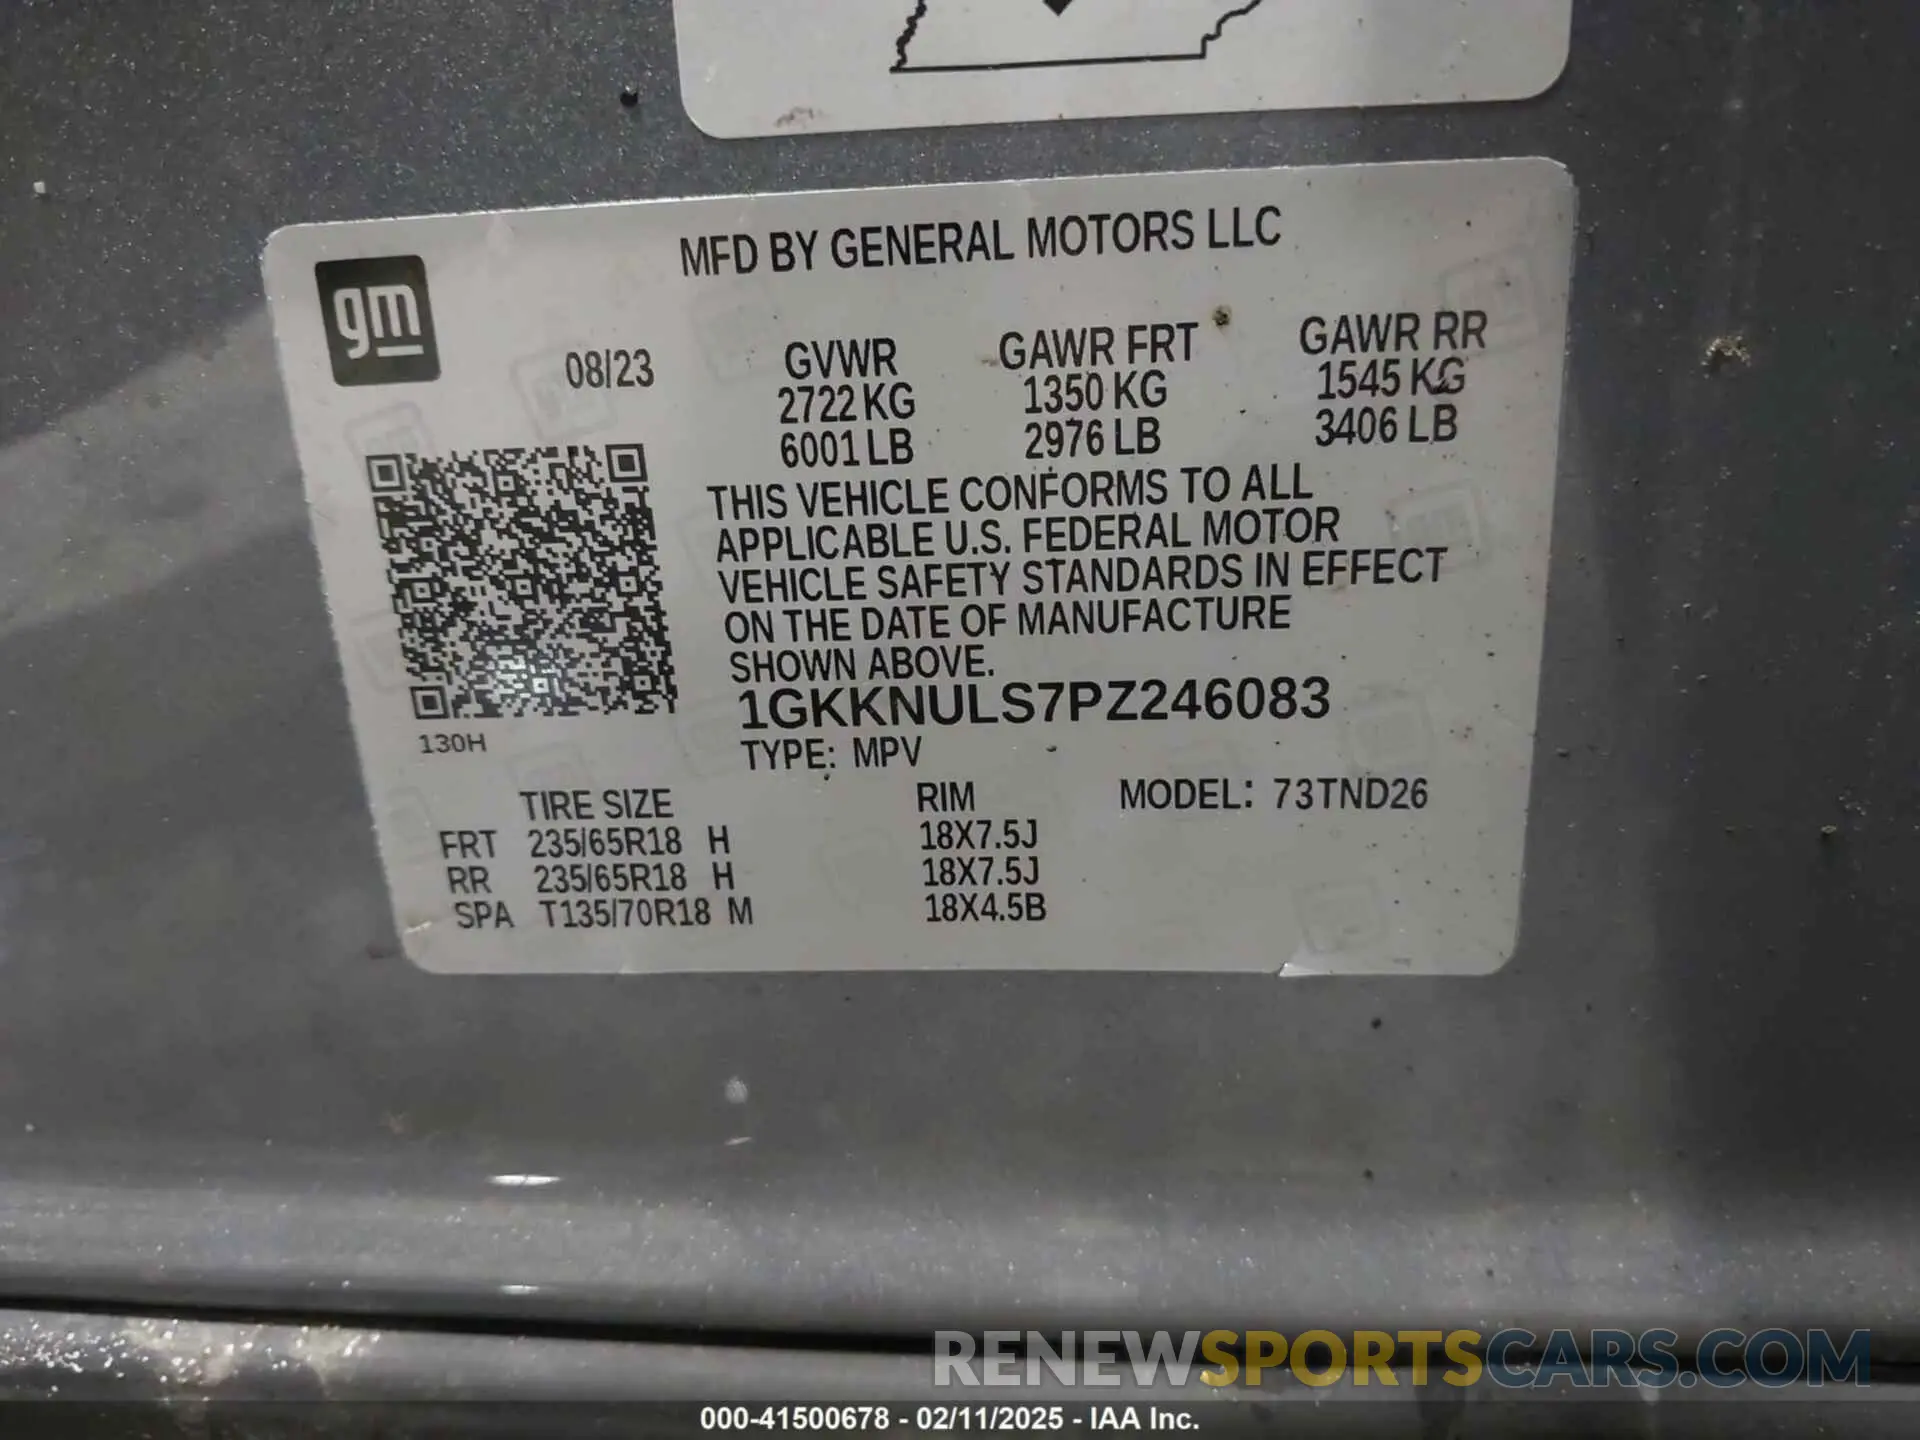 MFD BY GENERAL MOTORS LLC
gm
08/23 GVWR GAWR FRT GAWR RR
2722 KG 1350 KG 1545 KG
6001 LB 2976 LB 3406 LB
THIS VEHICLE CONFORMS TO ALL
APPLICABLE U.S. FEDERAL MOTOR
VEHICLE SAFETY STANDARDS IN EFFECT
ON THE DATE OF MANUFACTURE
SHOWN ABOVE.
1GKKNULS7PZ246083
130H
TYPE: MPV
TIRE SIZE RIM MODEL: 73TND26
FRT 235/65R18 H 18X7.5J
RR 235/65R18 H 18X7.5J
SPA T135/70R18 M 18X4.5B
RENEWSPORTSCARS.COM
000-41500678 - 02/11/2025 - IAA Inc.